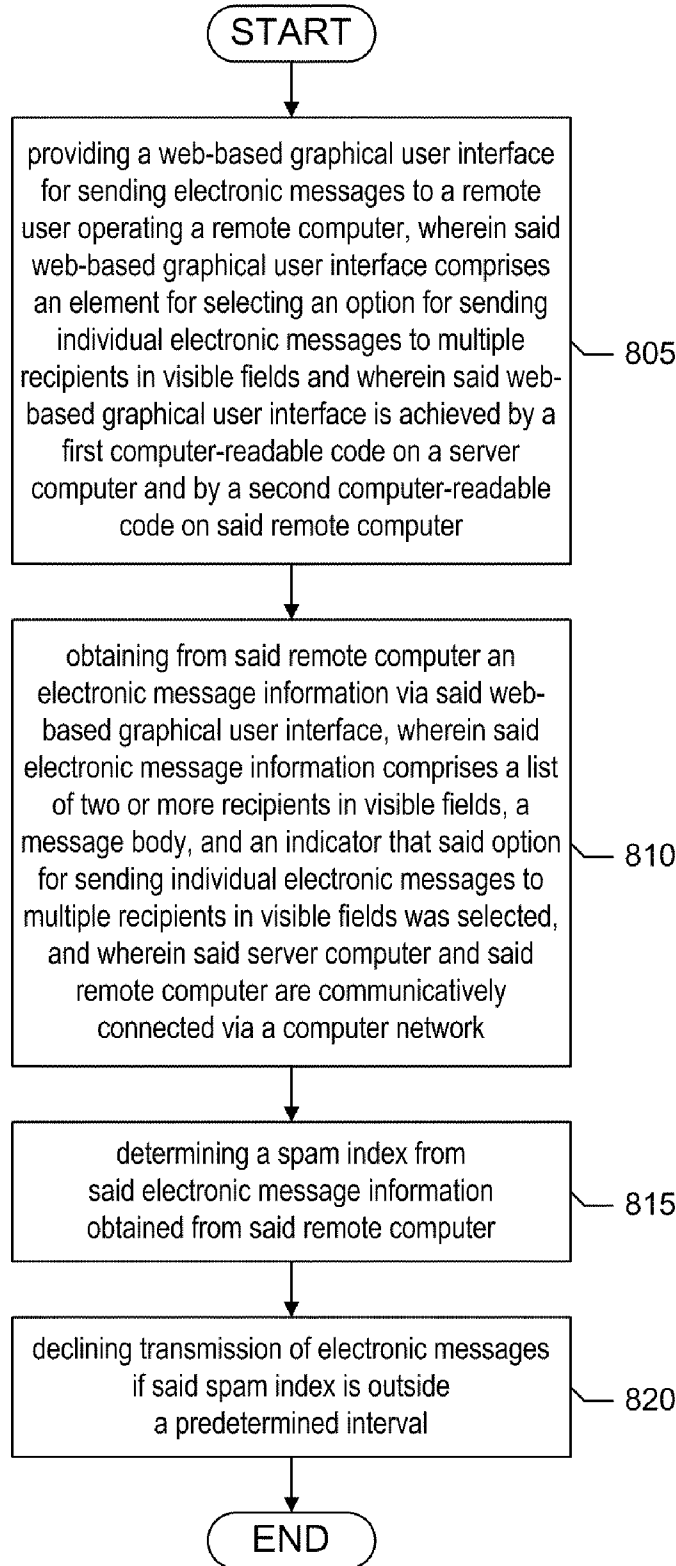 START
providing a web-based graphical user interface
for sending electronic messages to a remote
user operating a remote computer, wherein said
web-based graphical user interface comprises
an element for selecting an option for sending
individual electronic messages to multiple
recipients in visible fields and wherein said web-
based graphical user interface is achieved by a
first computer-readable code on a server
computer and by a second computer-readable
code on said remote computer
805
obtaining from said remote computer an
electronic message information via said web-
based graphical user interface, wherein said
electronic message information comprises a list
of two or more recipients in visible fields, a
message body, and an indicator that said option
for sending individual electronic messages to
multiple recipients in visible fields was selected,
and wherein said server computer and said
remote computer are communicatively
connected via a computer network
810
determining a spam index from
said electronic message information
obtained from said remote computer
815
declining transmission of electronic messages
if said spam index is outside
a predetermined interval
820
END